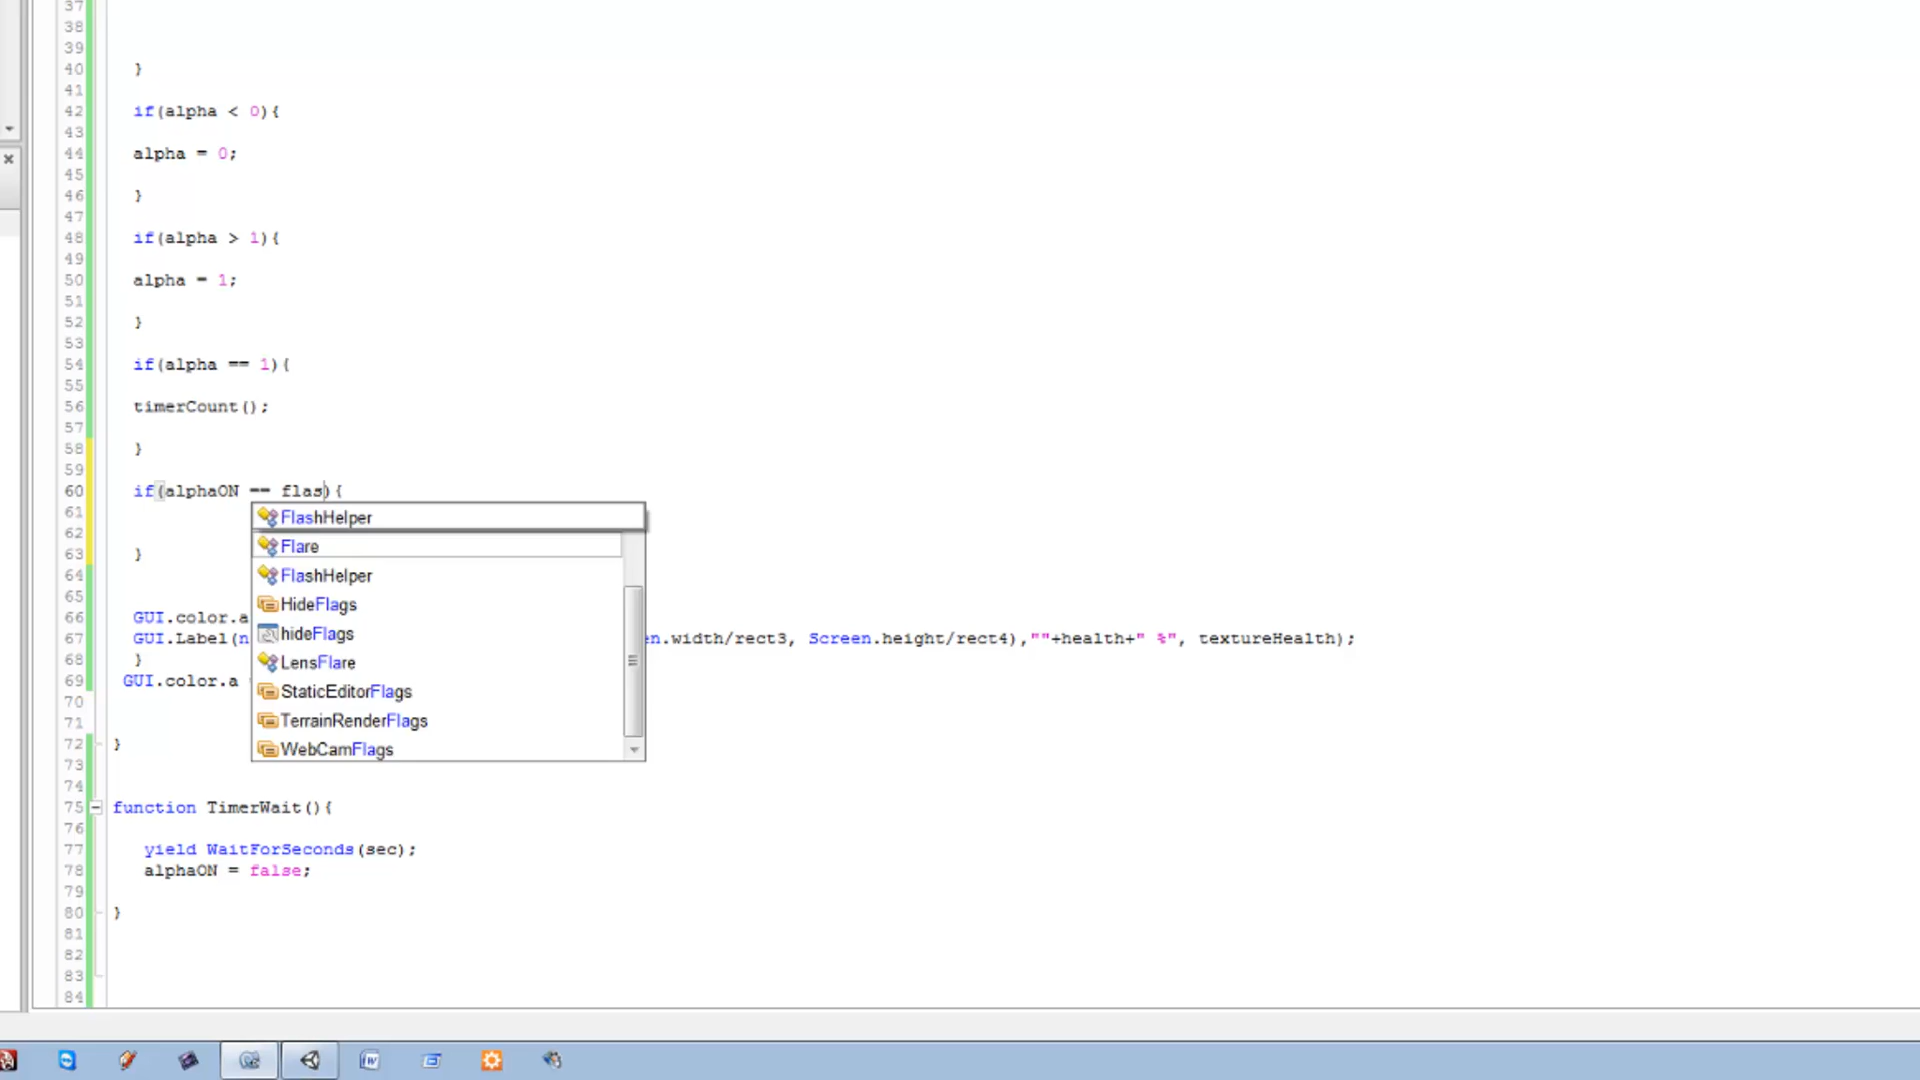 37
38
39
40 }
41
42 if(alpha < 0){
43
44 alpha = 0;
45
46 }
47
48 if(alpha > 1){
49
50 alpha = 1;
51
52 }
53
54 if(alpha == 1){
55
56 timerCount();
57
58 }
59
60 if(alphaON == flas){
61
62
63 }
64
65
66 GUI.color.a
67 GUI.Label(n en.width/rect3, Screen.height/rect4),""+health+" %", textureHealth);
68 }
69 GUI.color.a
70
71
72 }
73
74
75 function TimerWait(){
76
77 yield WaitForSeconds(sec);
78 alphaON = false;
79
80 }
81
82
83
84
FlashHelper
Flare
FlashHelper
HideFlags
hideFlags
LensFlare
StaticEditorFlags
TerrainRenderFlags
WebCamFlags